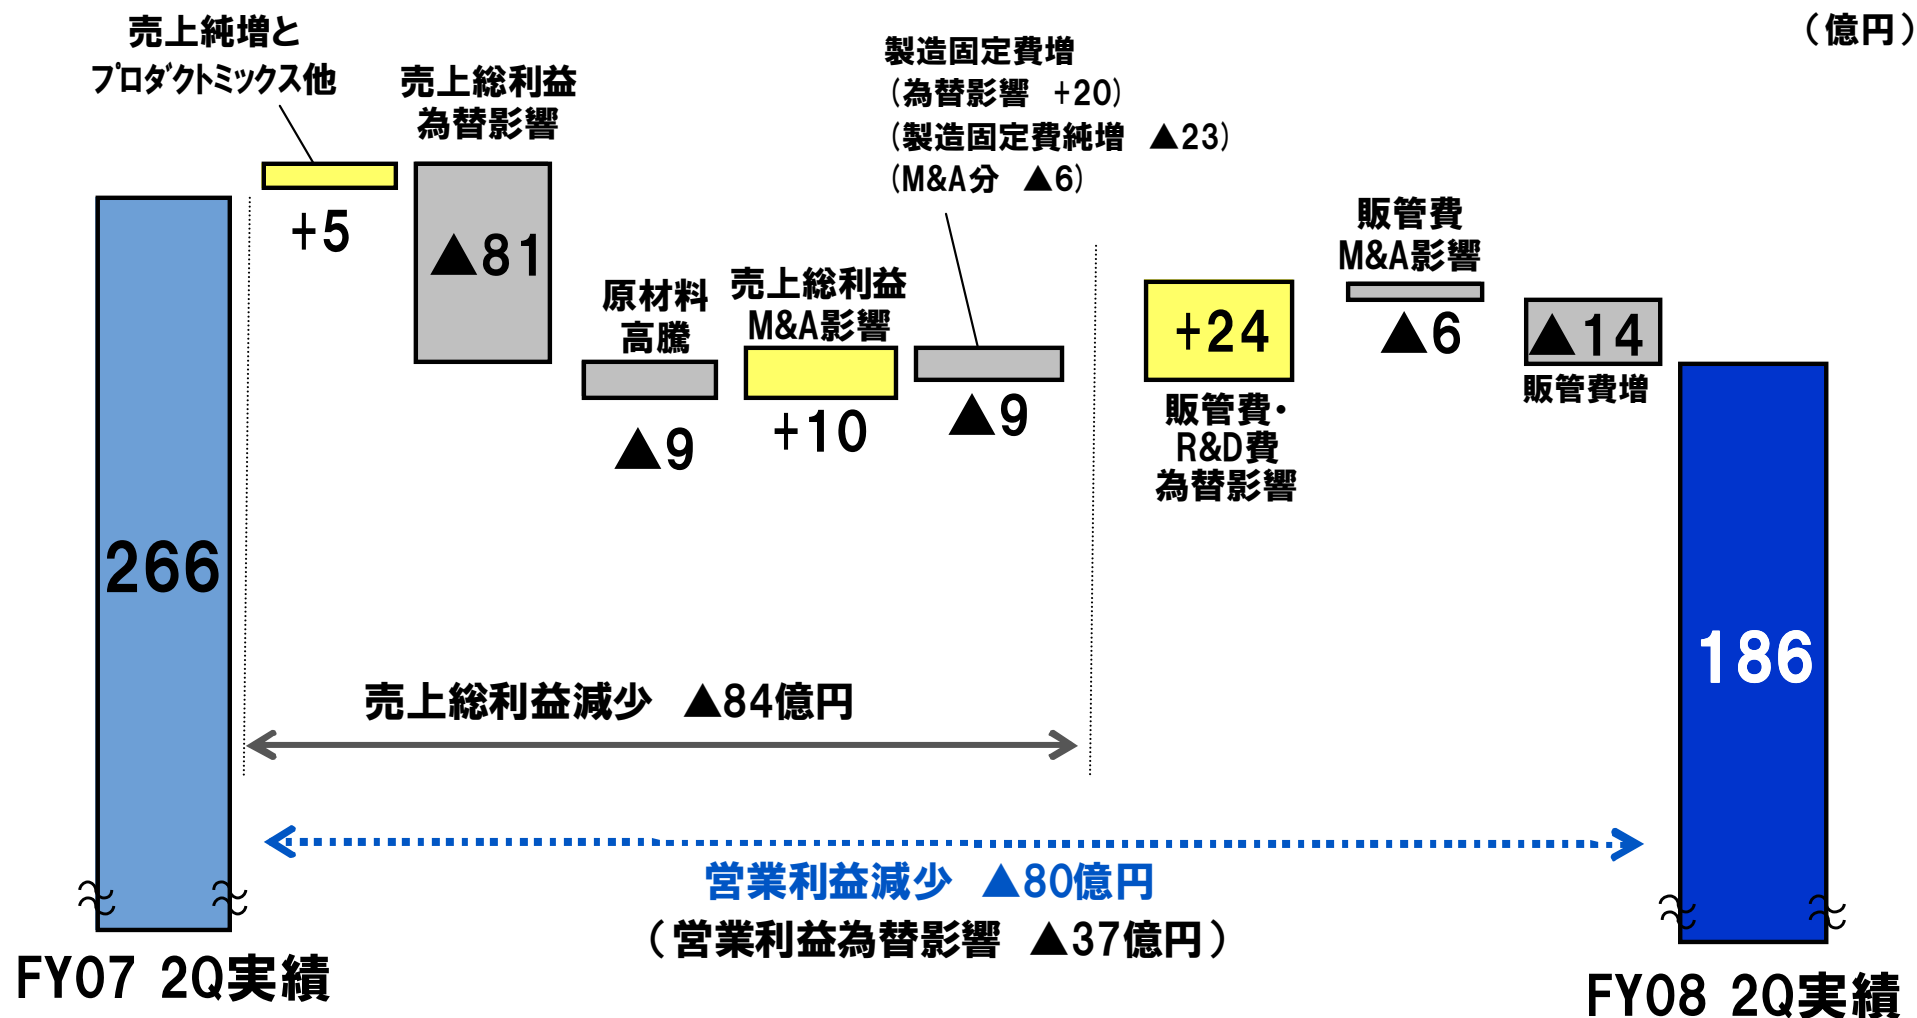 （億円）
売上純増と
プロダクトミックス他
+5
売上総利益
為替影響
▲81
原材料
高騰
▲9
売上総利益
M&A影響
+10
製造固定費増
(為替影響　+20)
(製造固定費純増　▲23)
(M&A分　▲6)
▲9
+24
販管費・
R&D費
為替影響
販管費
M&A影響
▲6
▲14
販管費増
266
186
売上総利益減少　▲84億円
営業利益減少　▲80億円
（営業利益為替影響　▲37億円）
FY07 2Q実績
FY08 2Q実績